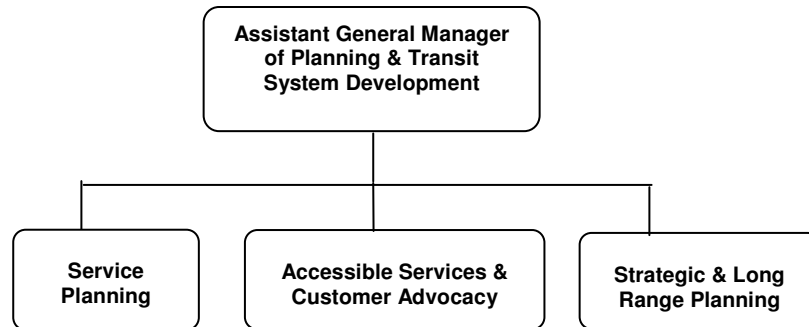 Assistant General Manager
of Planning & Transit
System Development
Service
Planning
Accessible Services &
Customer Advocacy
Strategic & Long
Range Planning